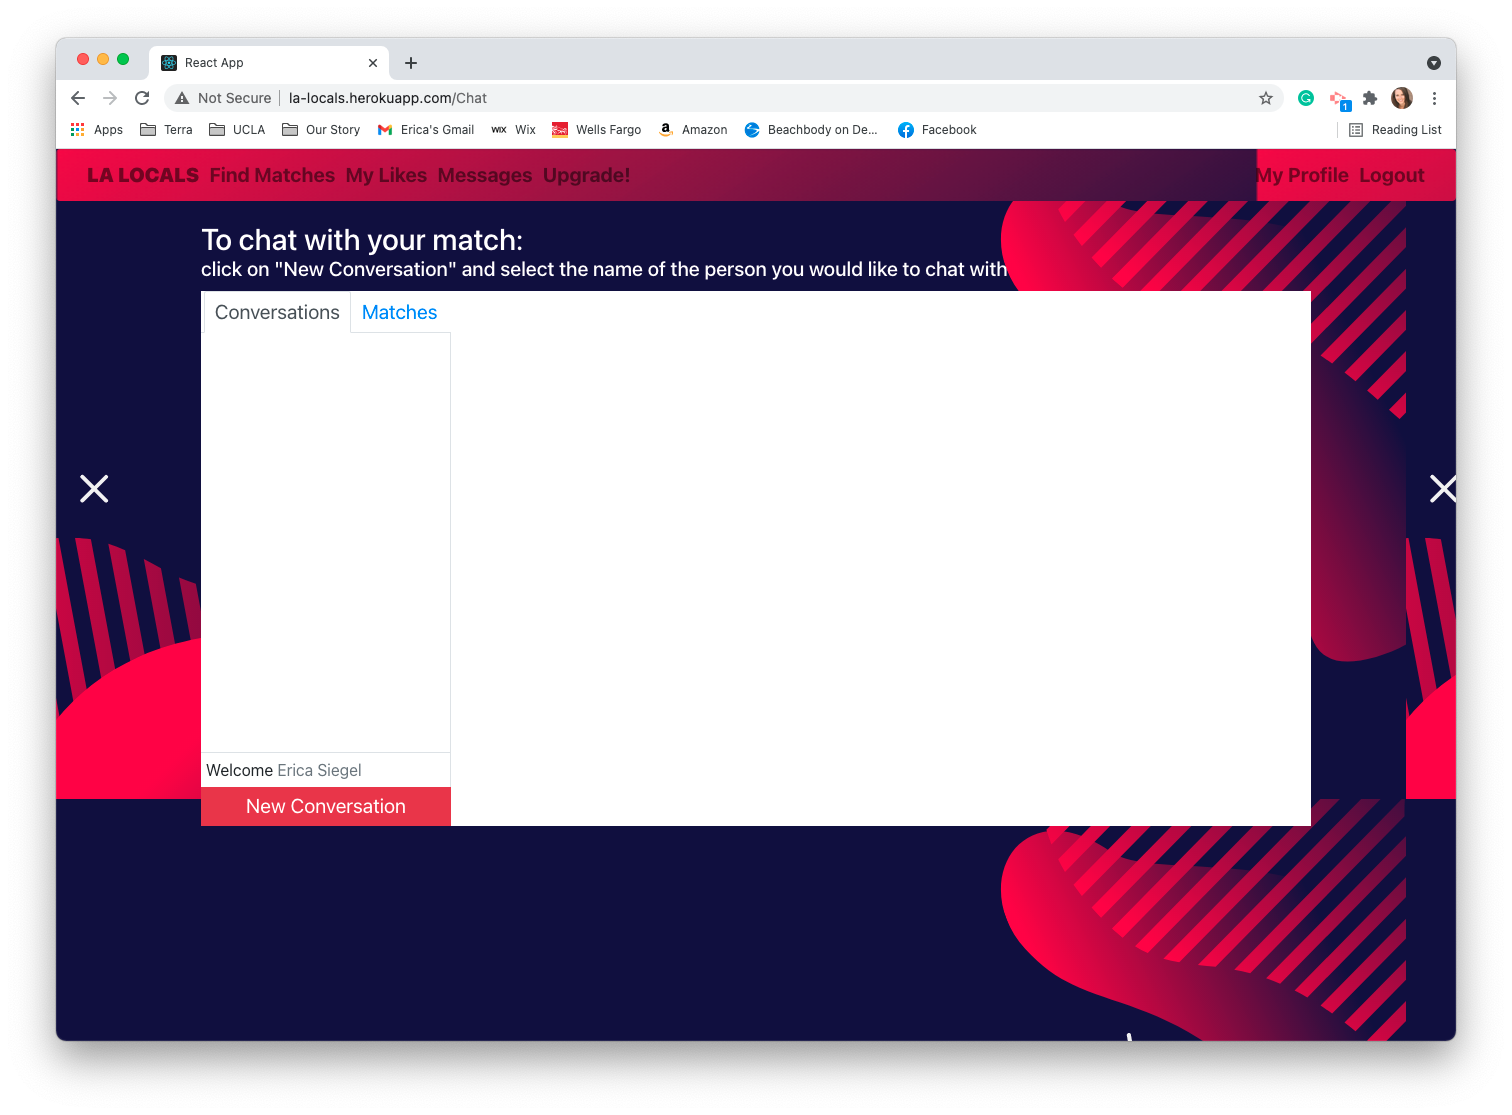 React App
Not Secure | la-locals.herokuapp.com/Chat
1
Apps Terra UCLA Our Story Erica's Gmail WIX Wix Wells Fargo a Amazon Beachbody on De... Facebook Reading List
LA LOCALS Find Matches My Likes Messages Upgrade! My Profile Logout
To chat with your match:
click on "New Conversation" and select the name of the person you would like to chat with
Conversations Matches
Welcome Erica Siegel
New Conversation